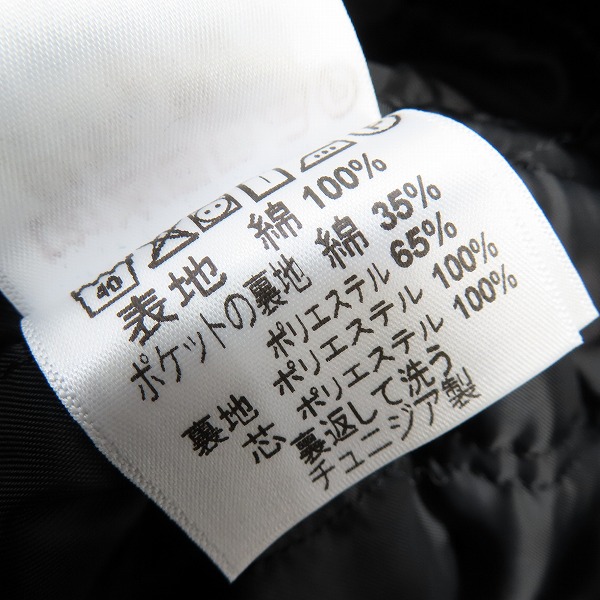 40
表地 綿 100%
ポケットの裏地 綿 35%
ポリエステル 65%
裏地 ポリエステル 100%
芯 ポリエステル 100%
裏返して洗う
チュニジア製